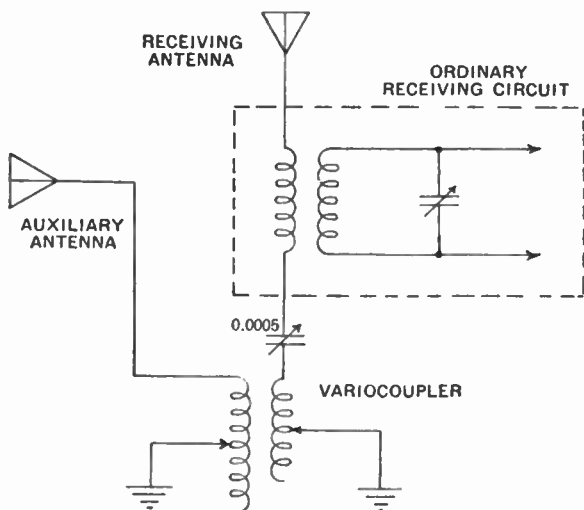 RECEIVING
ANTENNA
ORDINARY
RECEIVING CIRCUIT
AUXILIARY
ANTENNA
0.0005
VARIOCOUPLER